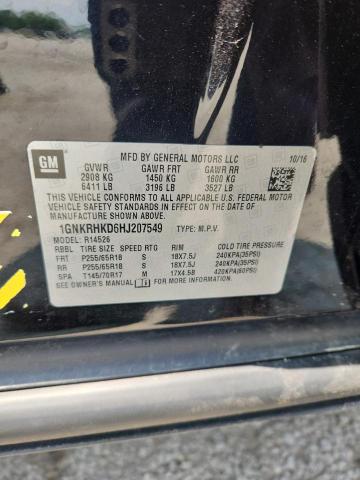 GM
MFD BY GENERAL MOTORS LLC 10/16
GVWR GAWR FRT GAWR RR
2908 KG 1450 KG 1600 KG
6411 LB 3196 LB 3527 LB
THIS VEHICLE CONFORMS TO ALL APPLICABLE U.S. FEDERAL MOTOR
VEHICLE SAFETY STANDARDS IN EFFECT ON THE DATE OF
MANUFACTURE SHOWN ABOVE.
1GNKRHKD6HJ207549 TYPE: M.P.V.
R14526
RBBL TIRE SIZE SPEED RTG RIM COLD TIRE PRESSURE
FRT P255/65R18 S 18X7.5J 240KPA(35PSI)
RR P255/65R18 S 18X7.5J 240KPA(35PSI)
SPA T145/70R17 M 17X4.5B 420KPA(60PSI)
SEE OWNER'S MANUAL FOR MORE INFORMATION.